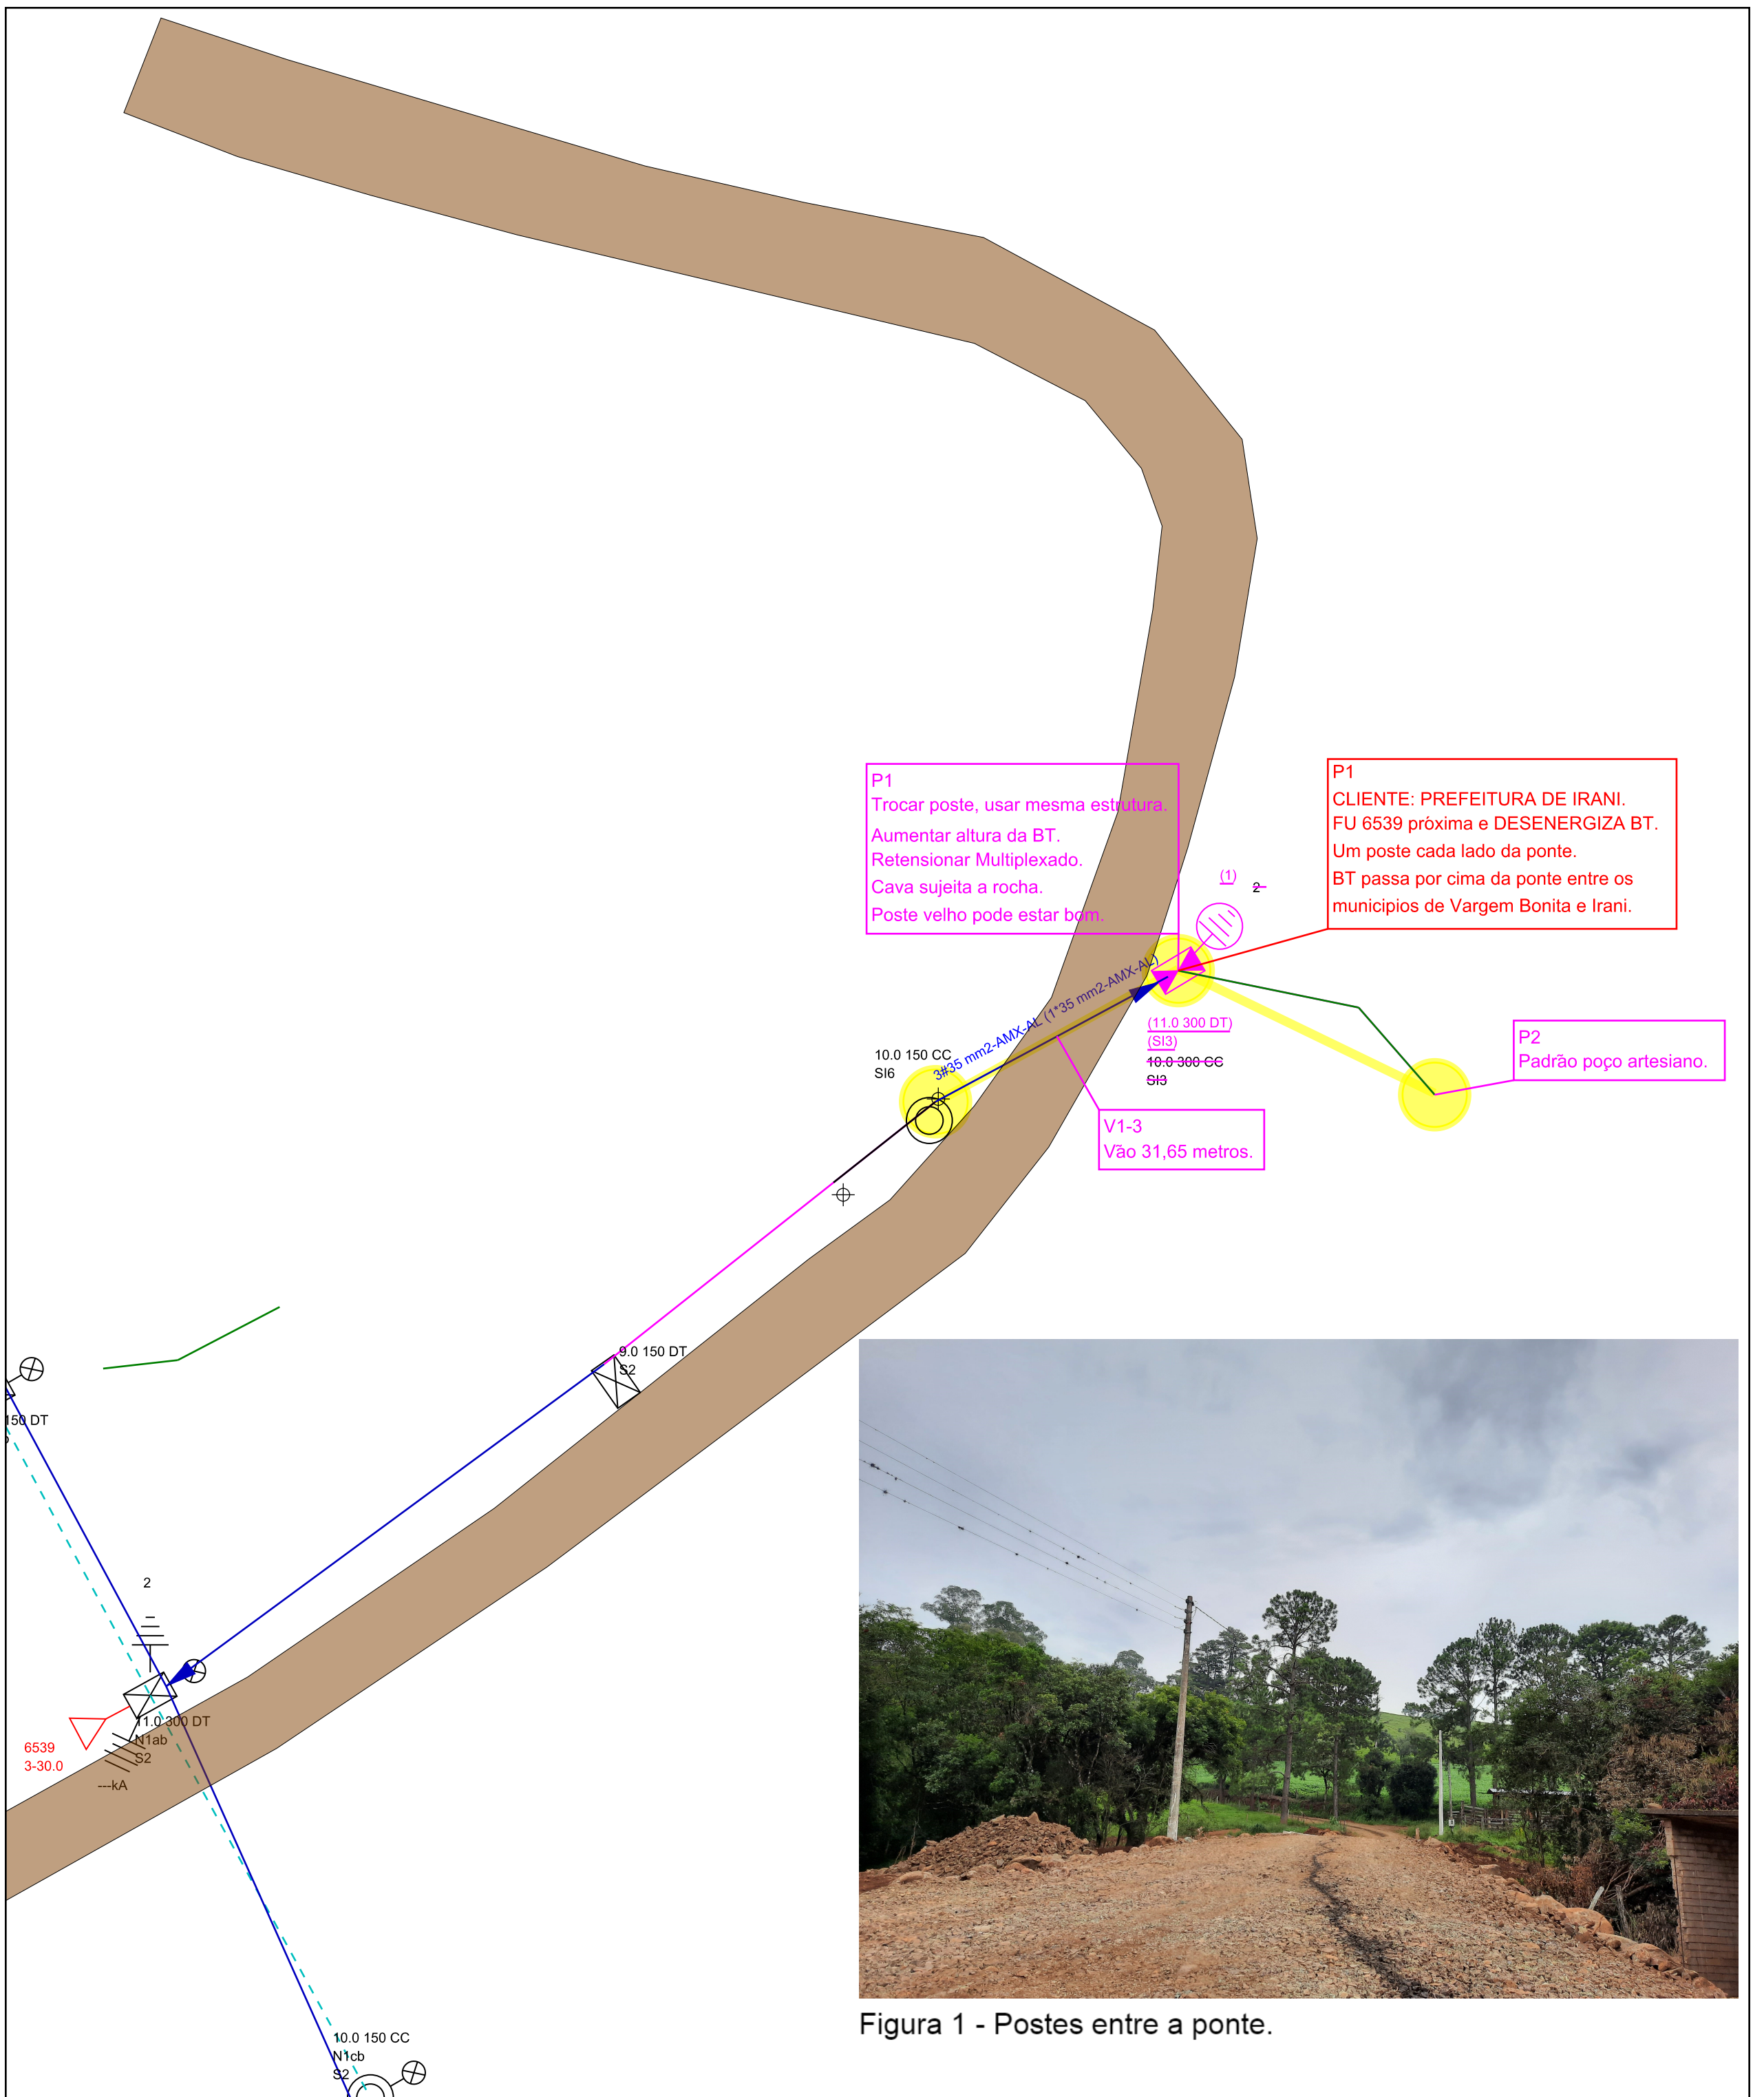 P1
Trocar poste, usar mesma estrutura.
Aumentar altura da BT.
Retensionar Multiplexado.
Cava sujeita a rocha.
Poste velho pode estar bom.
P1
CLIENTE: PREFEITURA DE IRANI.
FU 6539 próxima e DESENERGIZA BT.
Um poste cada lado da ponte.
BT passa por cima da ponte entre os
municipios de Vargem Bonita e Irani.
(1)
2
3#35 mm2-AMX-AL (1*35 mm2-AMX-AL)
10.0 150 CC
SI6
(11.0 300 DT)
(SI3)
10.0 300 CC
SI3
P2
Padrão poço artesiano.
V1-3
Vão 31,65 metros.
9.0 150 DT
S2
150 DT
2
11.0 300 DT
N1ab
S2
6539
3-30.0
---kA
10.0 150 CC
N1cb
S2
Figura 1 - Postes entre a ponte.